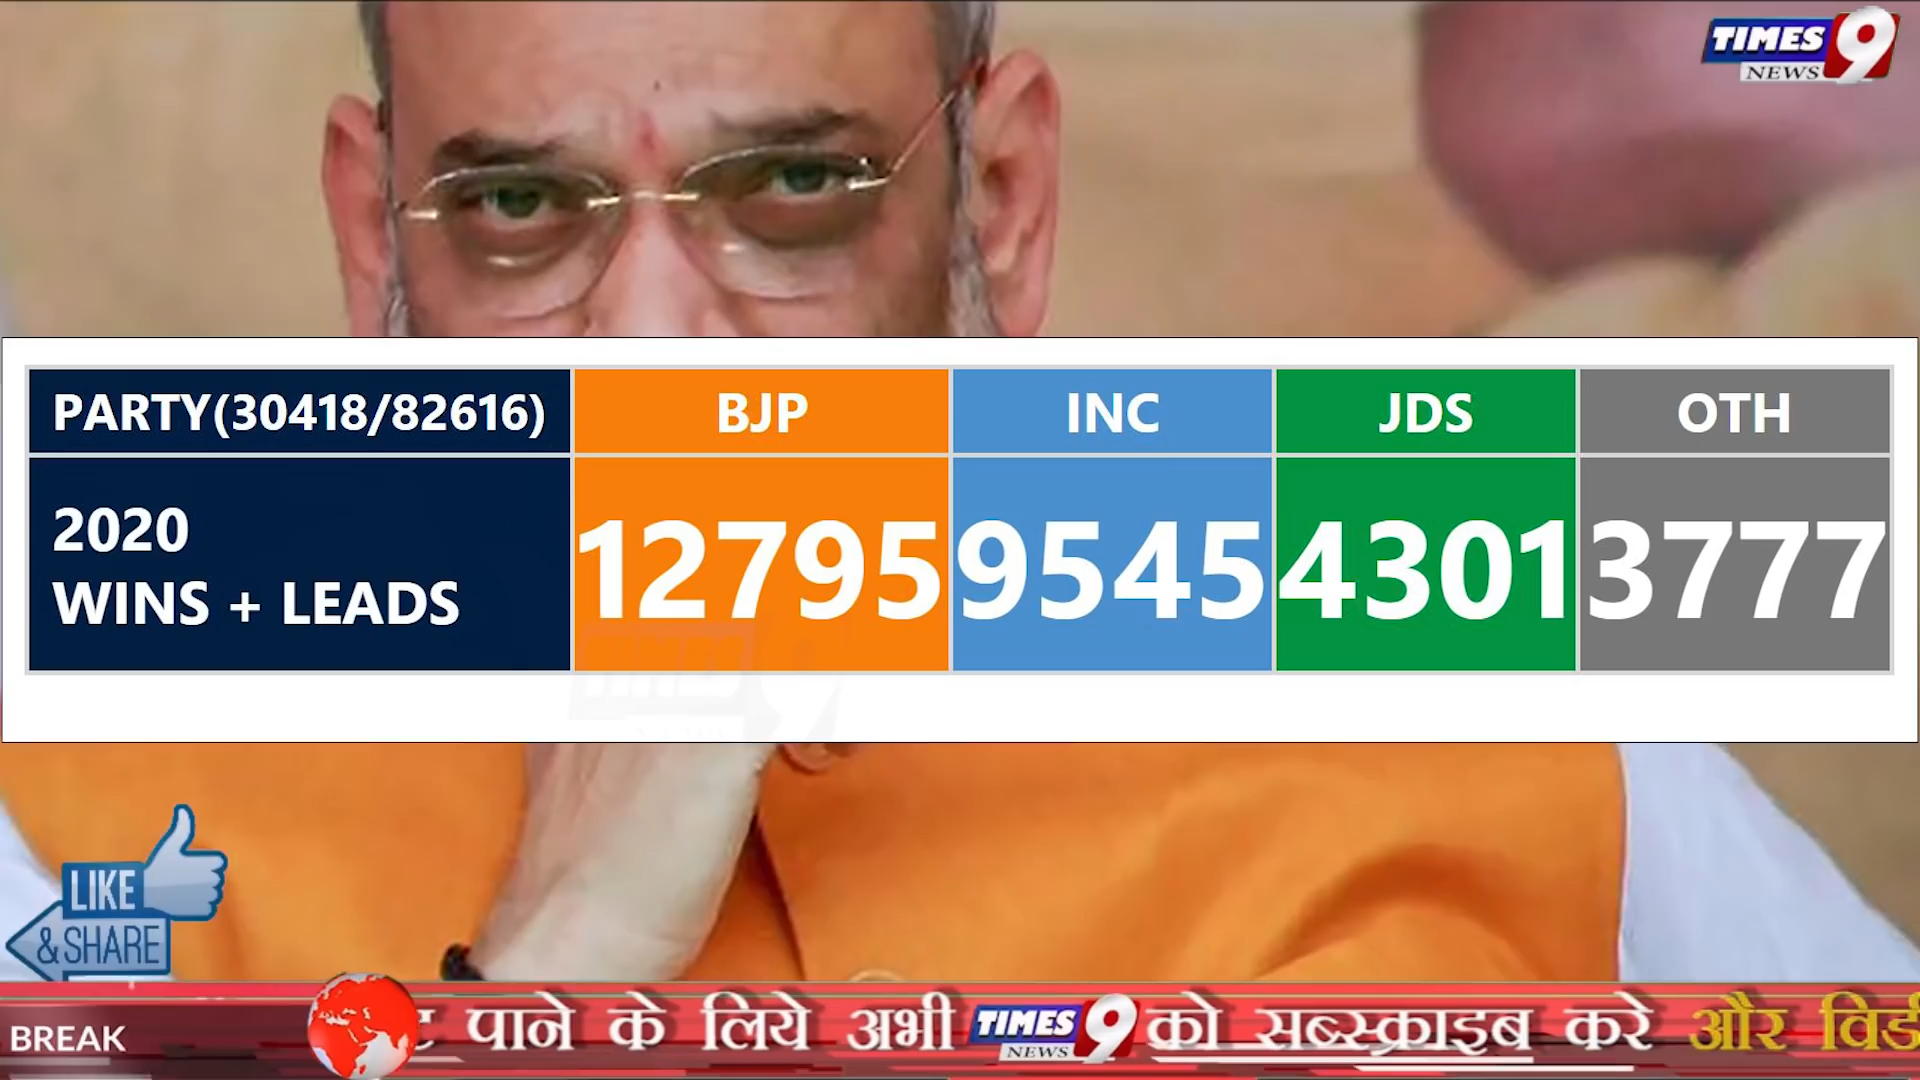 TIMES 9
NEWS
PARTY(30418/82616) BJP INC JDS OTH
2020
WINS + LEADS 12795 9545 4301 3777
LIKE
& SHARE
BREAK पाने के लिये अभी TIMES 9 NEWS को सब्स्क्राइब करे और